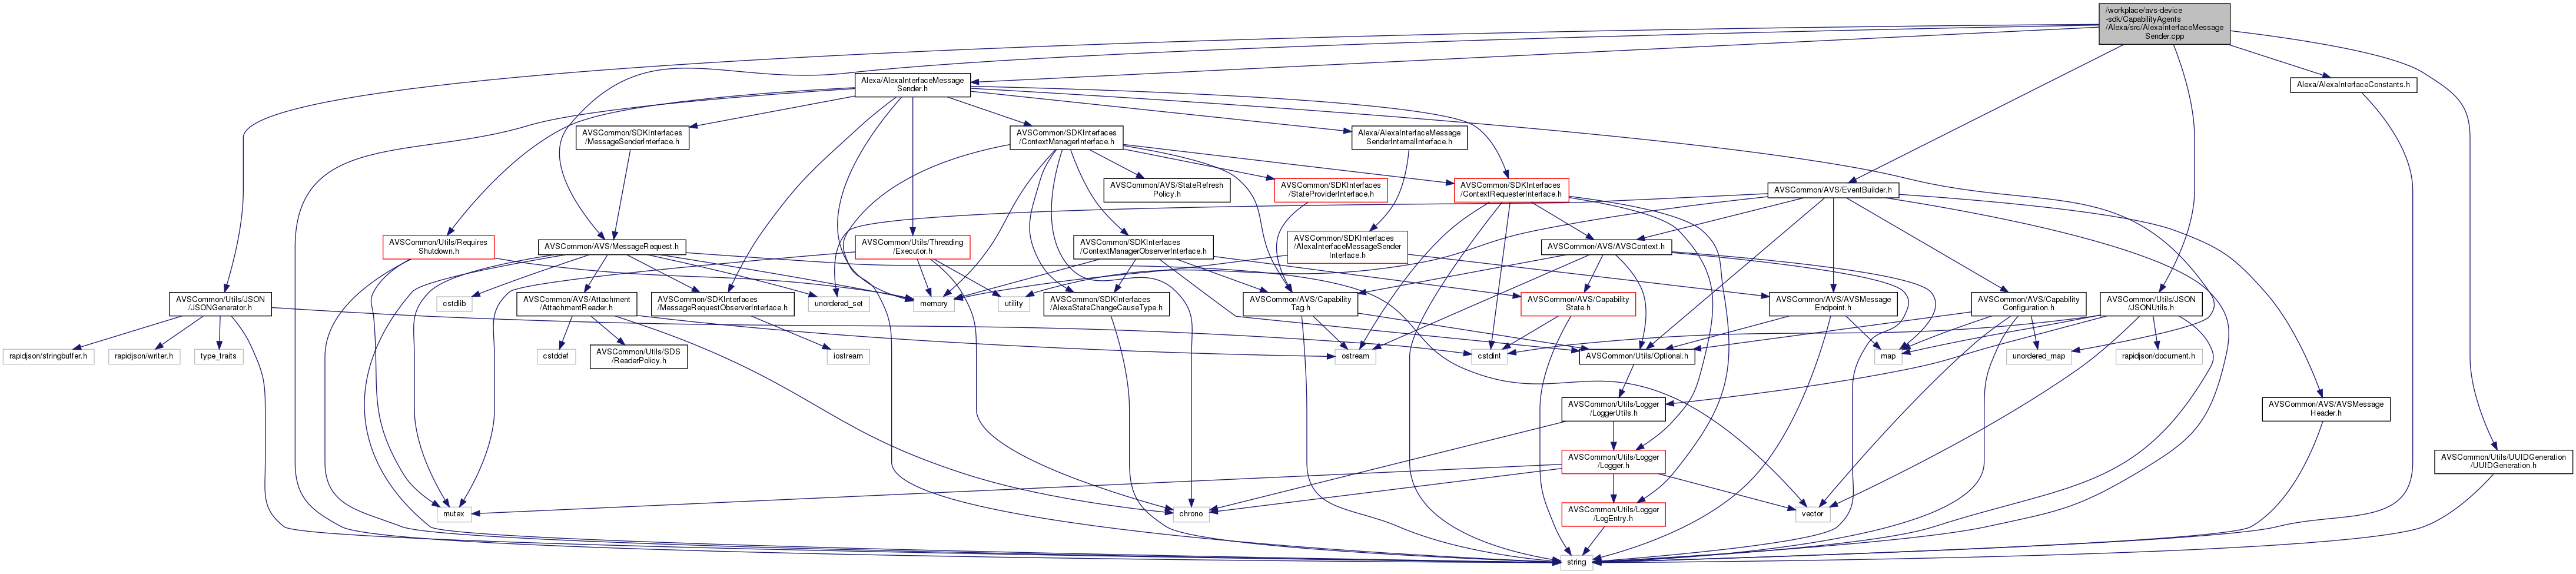 /workplace/avs-device
-sdk/CapabilityAgents
/Alexa/src/AlexaInterfaceMessage
Sender.cpp
Alexa/AlexaInterfaceMessage
Sender.h
Alexa/AlexaInterfaceConstants.h
AVSCommon/SDKInterfaces
/MessageSenderInterface.h
AVSCommon/SDKInterfaces
/ContextManagerInterface.h
Alexa/AlexaInterfaceMessage
SenderInternalInterface.h
AVSCommon/AVS/StateRefresh
Policy.h
AVSCommon/SDKInterfaces
/StateProviderInterface.h
AVSCommon/SDKInterfaces
/ContextRequesterInterface.h
AVSCommon/AVS/EventBuilder.h
AVSCommon/Utils/Requires
Shutdown.h
AVSCommon/AVS/MessageRequest.h
AVSCommon/Utils/Threading
/Executor.h
AVSCommon/SDKInterfaces
/ContextManagerObserverInterface.h
AVSCommon/SDKInterfaces
/AlexaInterfaceMessageSender
Interface.h
AVSCommon/AVS/AVSContext.h
AVSCommon/Utils/JSON
/JSONGenerator.h
cstdlib
AVSCommon/AVS/Attachment
/AttachmentReader.h
AVSCommon/SDKInterfaces
/MessageRequestObserverInterface.h
unordered_set
memory
utility
AVSCommon/SDKInterfaces
/AlexaStateChangeCauseType.h
AVSCommon/AVS/Capability
Tag.h
AVSCommon/AVS/Capability
State.h
AVSCommon/AVS/AVSMessage
Endpoint.h
AVSCommon/AVS/Capability
Configuration.h
AVSCommon/Utils/JSON
/JSONUtils.h
rapidjson/stringbuffer.h
rapidjson/writer.h
type_traits
cstddef
AVSCommon/Utils/SDS
/ReaderPolicy.h
iostream
ostream
cstdint
AVSCommon/Utils/Optional.h
map
unordered_map
rapidjson/document.h
AVSCommon/Utils/Logger
/LoggerUtils.h
AVSCommon/AVS/AVSMessage
Header.h
AVSCommon/Utils/Logger
/Logger.h
AVSCommon/Utils/UUIDGeneration
/UUIDGeneration.h
mutex
chrono
AVSCommon/Utils/Logger
/LogEntry.h
vector
string